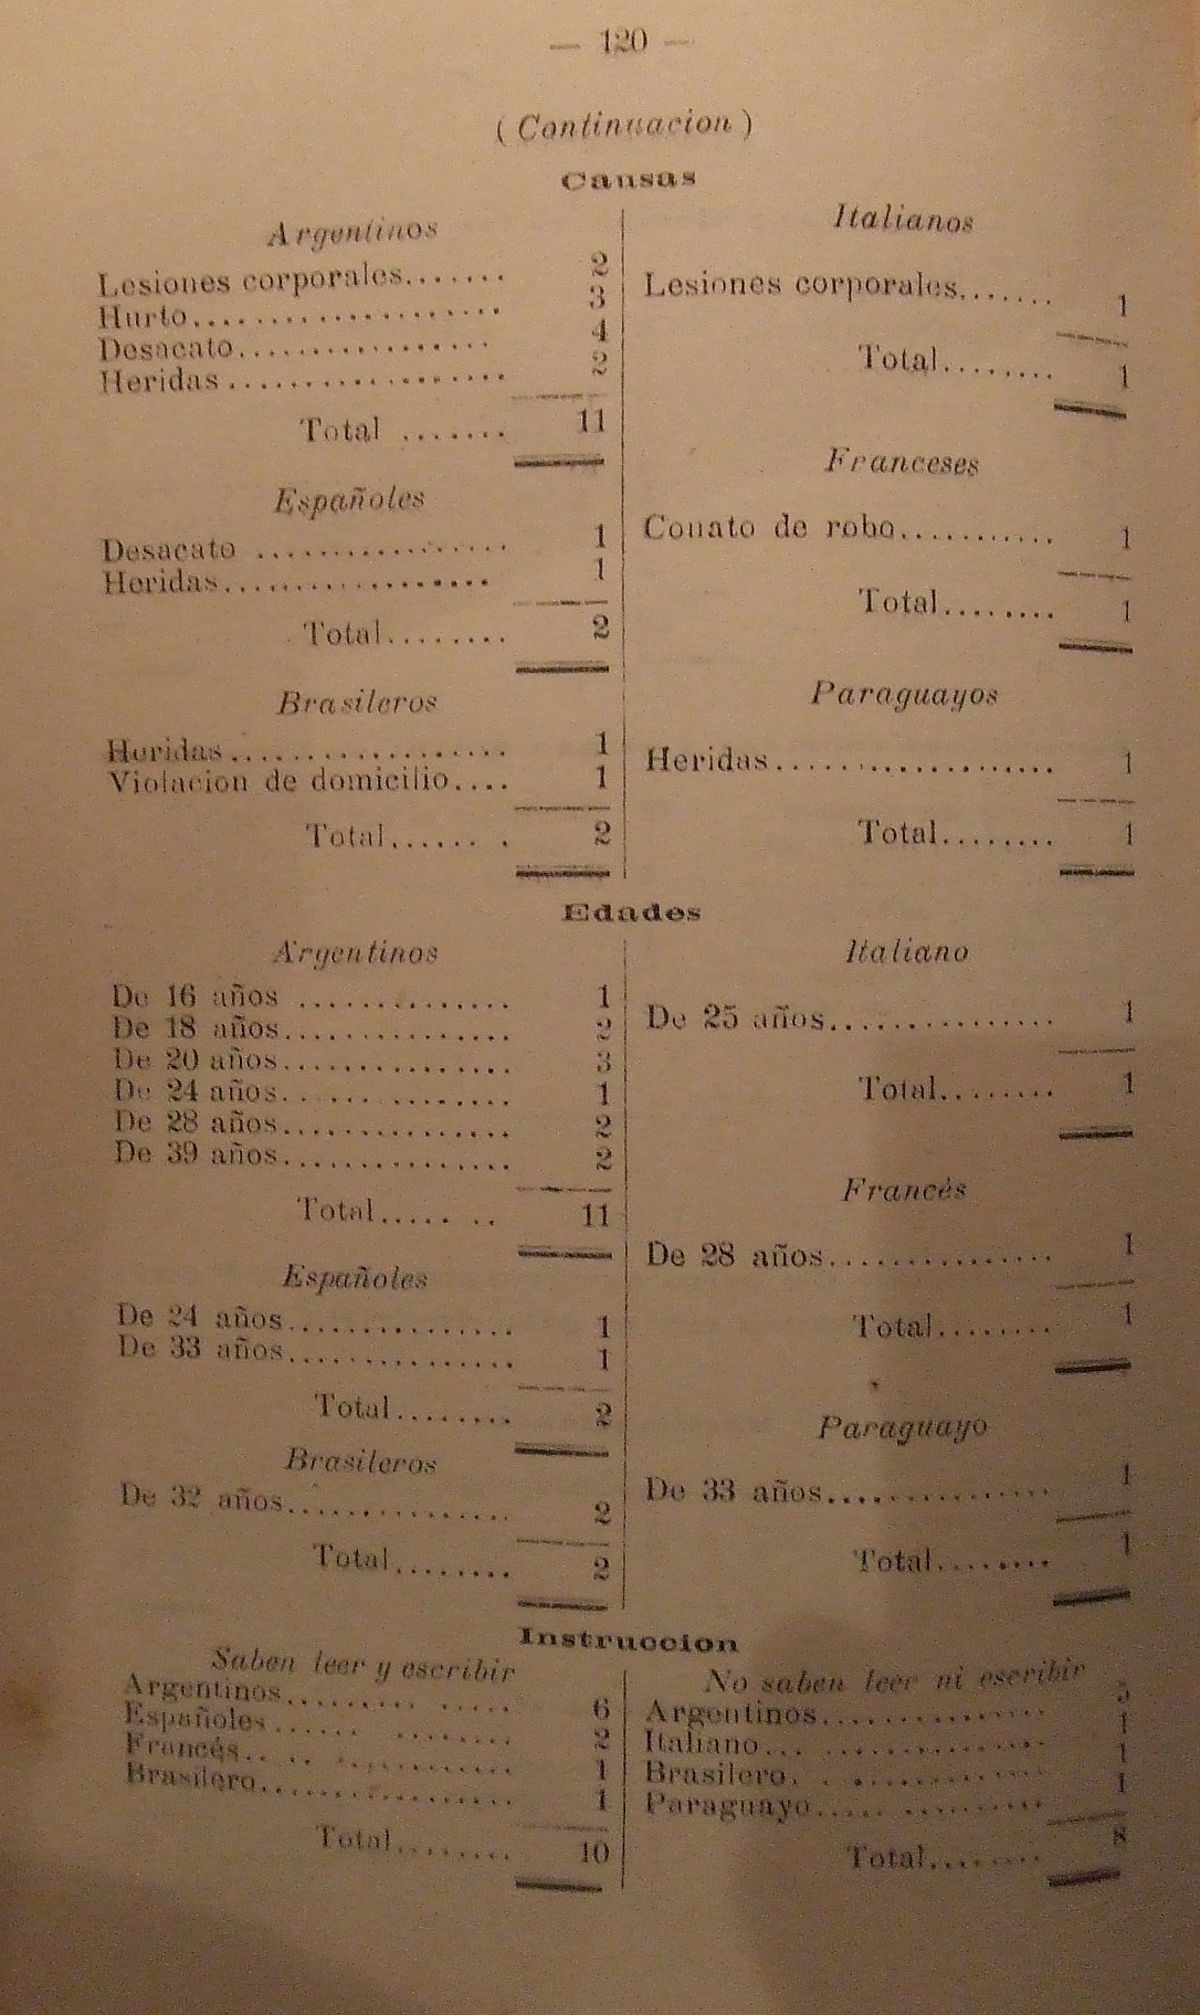 — 120 —
(Continuacion)
Causas
Argentinos
Lesiones corporales....... 2
Hurto.................... 3
Desacato................. 4
Heridas.................. 2
Total ....... 11
Españoles
Desacato ................. 1
Heridas.................. 1
Total........ 2
Brasileros
Heridas.................. 1
Violacion de domicilio.... 1
Total...... . 2
Italianos
Lesiones corporales....... 1
Total........ 1
Franceses
Conato de robo........... 1
Total........ 1
Paraguayos
Heridas................... 1
Total........ 1
Edades
Argentinos
De 16 años .............. 1
De 18 años............... 2
De 20 años............... 3
De 24 años............... 1
De 28 años............... 2
De 39 años............... 2
Total..... .. 11
Españoles
De 24 años............... 1
De 33 años............... 1
Total........ 2
Brasileros
De 32 años............... 2
Total........ 2
Italiano
De 25 años............... 1
Total........ 1
Francés
De 28 años............... 1
Total........ 1
Paraguayo
De 33 años............... 1
Total........ 1
Instruccion
Saben leer y escribir
Argentinos......... ..... 6
Españoles...... ........ 2
Francés.. .. ............ 1
Brasilero................. 1
Total........ 10
No saben leer ni escribir
Argentinos............... 5
Italiano... .............. 1
Brasilero. . ............. 1
Paraguayo..... .......... 1
Total........ 8